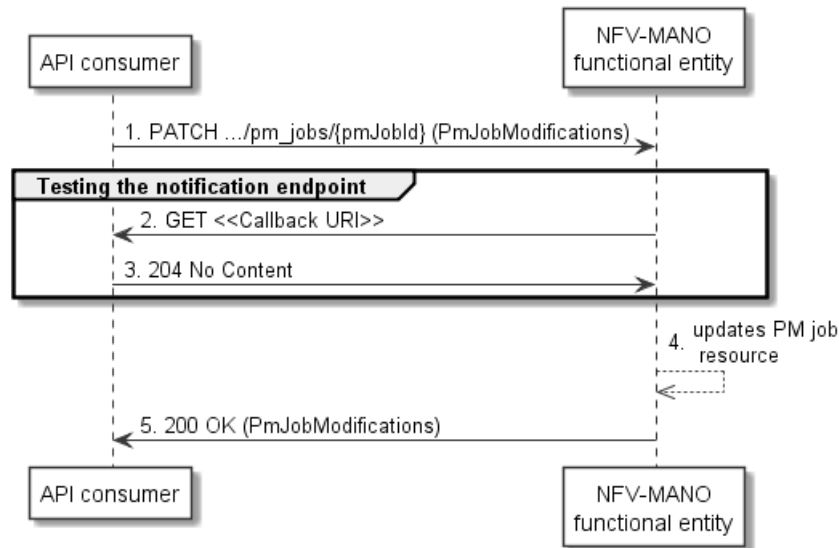 API consumer
NFV-MANO
functional entity
1. PATCH .../pm_jobs/{pmJobId} (PmJobModifications)
Testing the notification endpoint
2. GET <<Callback URI>>
3. 204 No Content
4. updates PM job
resource
5. 200 OK (PmJobModifications)
API consumer
NFV-MANO
functional entity